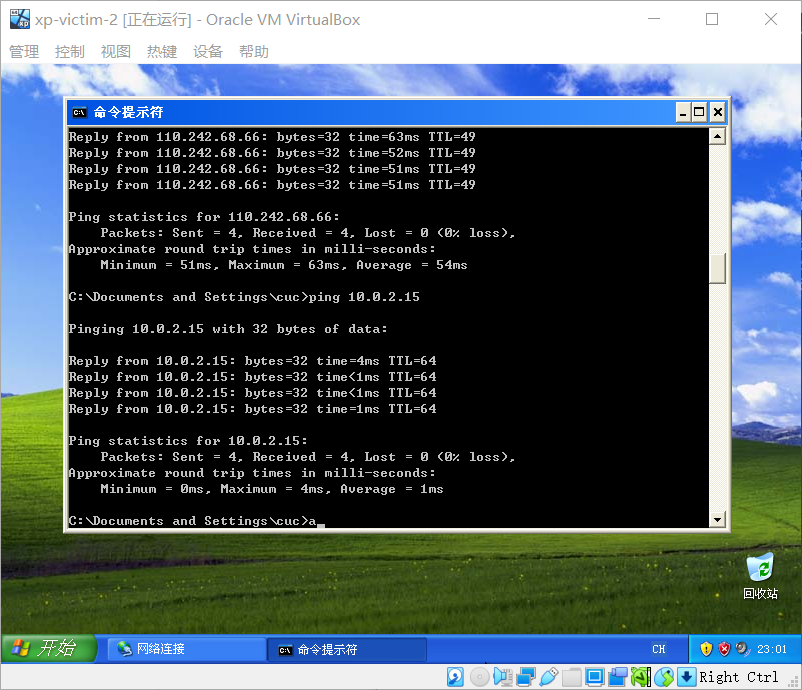 xp-victim-2 [正在运行] - Oracle VM VirtualBox
管理 控制 视图 热键 设备 帮助
命令提示符
Reply from 110.242.68.66: bytes=32 time=63ms TTL=49
Reply from 110.242.68.66: bytes=32 time=52ms TTL=49
Reply from 110.242.68.66: bytes=32 time=51ms TTL=49
Reply from 110.242.68.66: bytes=32 time=51ms TTL=49
Ping statistics for 110.242.68.66:
Packets: Sent = 4, Received = 4, Lost = 0 (0% loss),
Approximate round trip times in milli-seconds:
Minimum = 51ms, Maximum = 63ms, Average = 54ms
C:\Documents and Settings\cuc>ping 10.0.2.15
Pinging 10.0.2.15 with 32 bytes of data:
Reply from 10.0.2.15: bytes=32 time=4ms TTL=64
Reply from 10.0.2.15: bytes=32 time<1ms TTL=64
Reply from 10.0.2.15: bytes=32 time<1ms TTL=64
Reply from 10.0.2.15: bytes=32 time=1ms TTL=64
Ping statistics for 10.0.2.15:
Packets: Sent = 4, Received = 4, Lost = 0 (0% loss),
Approximate round trip times in milli-seconds:
Minimum = 0ms, Maximum = 4ms, Average = 1ms
C:\Documents and Settings\cuc>a_
回收站
开始 网络连接 命令提示符 CH 23:01
Right Ctrl